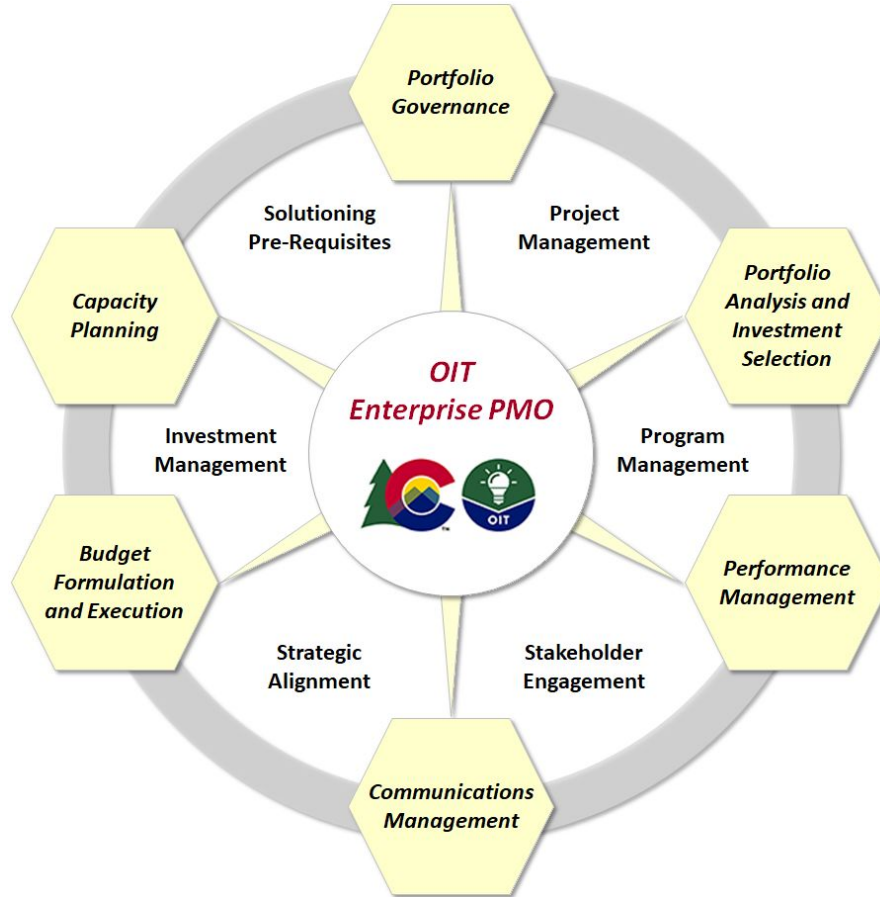 Portfolio
Governance
Solutioning
Pre-Requisites
Project
Management
Capacity
Planning
Portfolio
Analysis and
Investment
Selection
OIT
Enterprise PMO
Investment
Management
Program
Management
TM
OIT
Budget
Formulation
and Execution
Performance
Management
Strategic
Alignment
Stakeholder
Engagement
Communications
Management